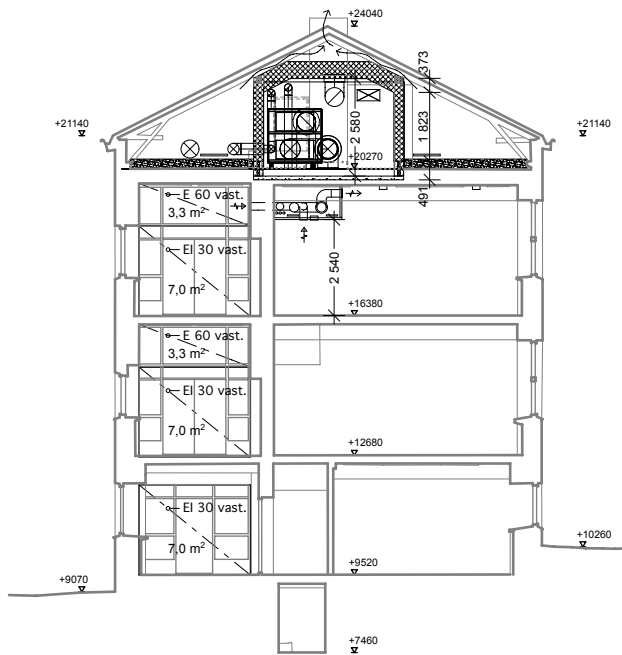 +24040
373
+21140
+21140
2 580
1 823
+20270
491
E 60 vast.
3,3 m²
EI 30 vast.
2 540
7,0 m²
+16380
E 60 vast.
3,3 m²
EI 30 vast.
7,0 m²
+12680
EI 30 vast.
7,0 m²
+10260
+9520
+9070
+7460